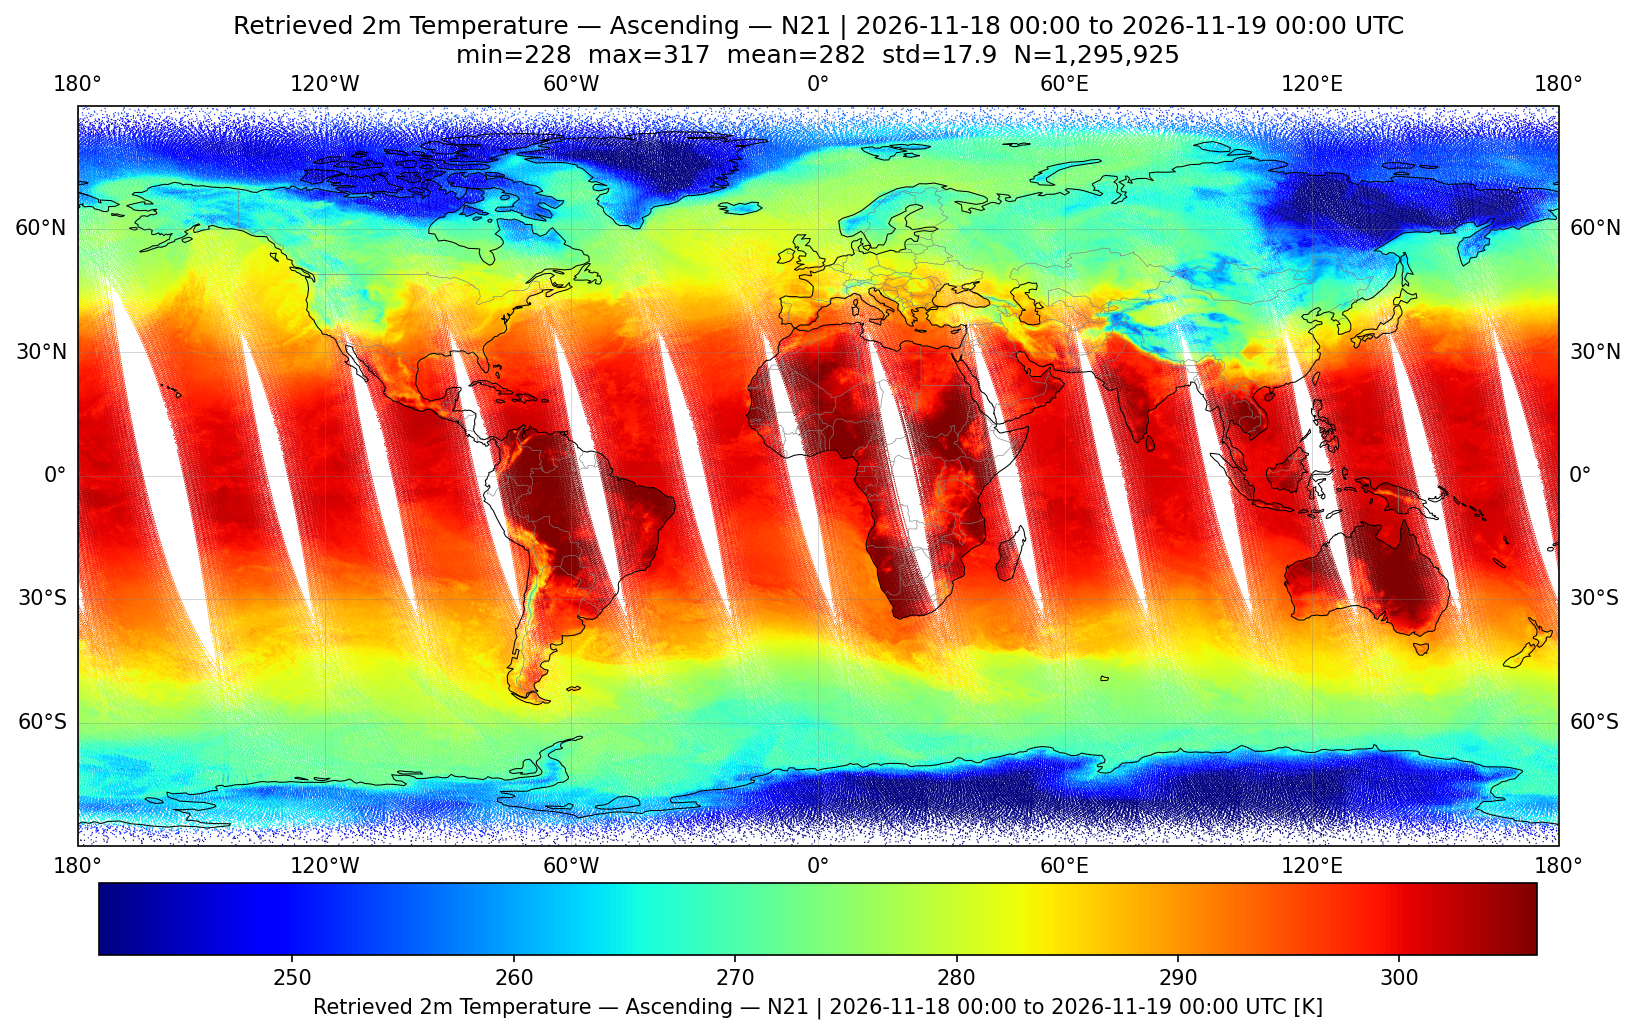 Retrieved 2m Temperature — Ascending — N21 | 2026-11-18 00:00 to 2026-11-19 00:00 UTC
min=228  max=317  mean=282  std=17.9  N=1,295,925
180° 120°W 60°W 0° 60°E 120°E 180°
60°N 60°N
30°N 30°N
0° 0°
30°S 30°S
60°S 60°S
180° 120°W 60°W 0° 60°E 120°E 180°
250 260 270 280 290 300
Retrieved 2m Temperature — Ascending — N21 | 2026-11-18 00:00 to 2026-11-19 00:00 UTC [K]